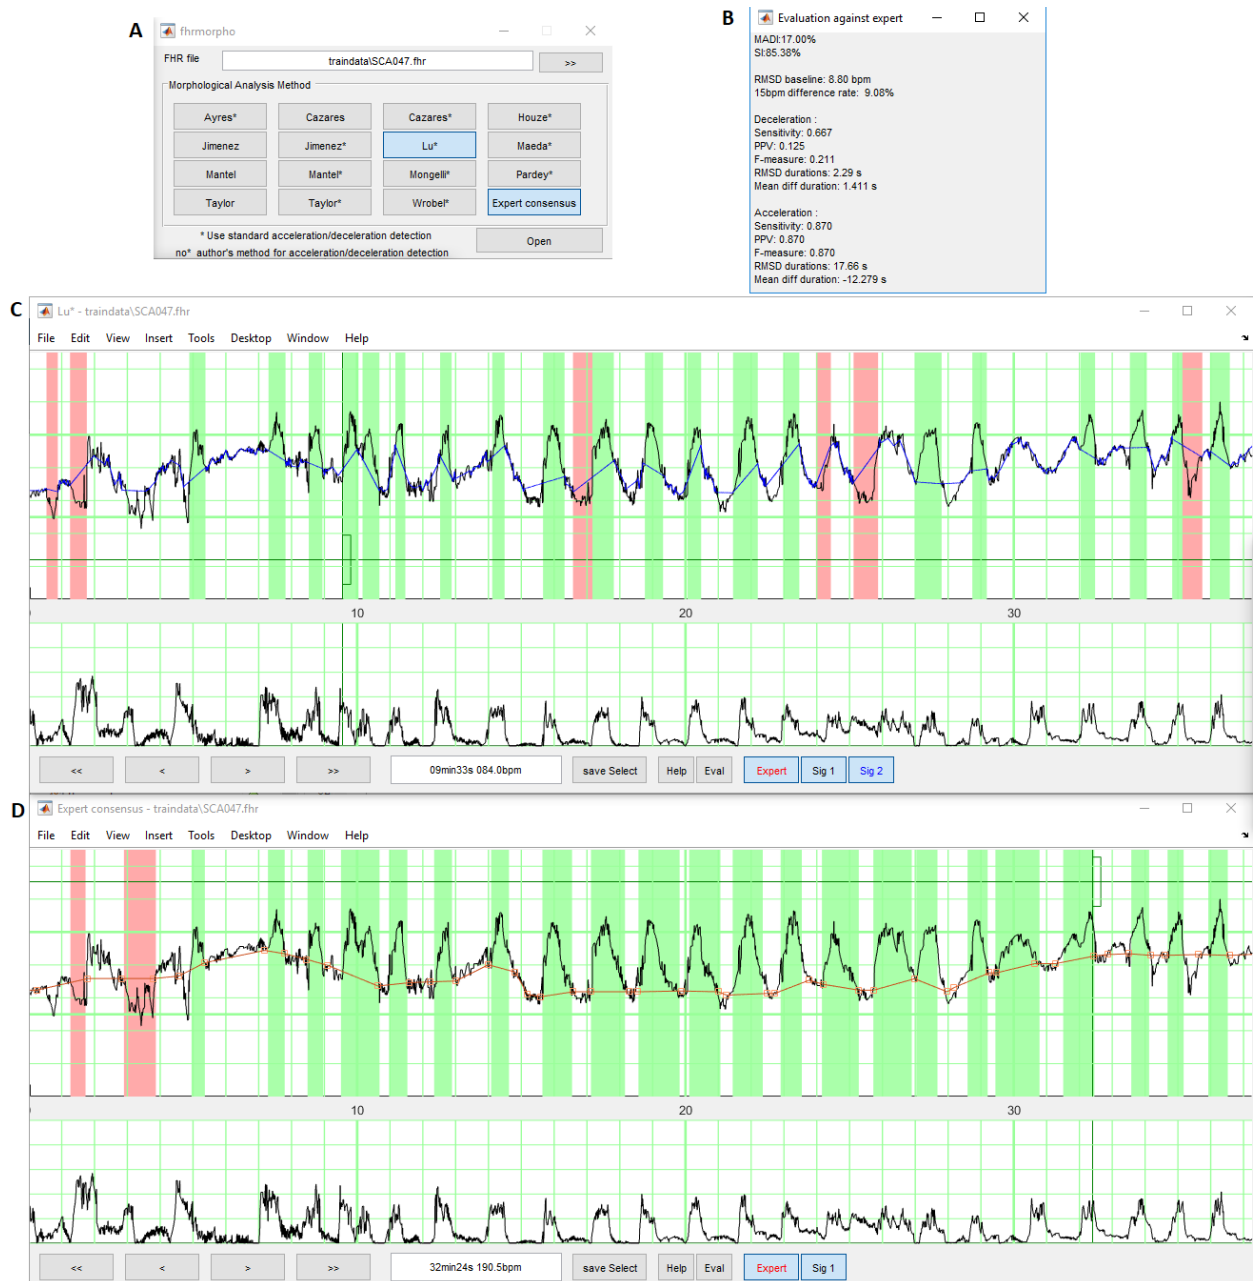 A
fhrmorpho
FHR file
traindata\SCA047.fhr
>>
Morphological Analysis Method
Ayres*
Cazares
Cazares*
Houze*
Jimenez
Jimenez*
Lu*
Maeda*
Mantel
Mantel*
Mongelli*
Pardey*
Taylor
Taylor*
Wrobel*
Expert consensus
* Use standard acceleration/deceleration detection
no* author's method for acceleration/deceleration detection
Open
B
Evaluation against expert
MADI:17.00%
SI:85.38%
RMSD baseline: 8.80 bpm
15bpm difference rate: 9.08%
Deceleration :
Sensitivity: 0.667
PPV: 0.125
F-measure: 0.211
RMSD durations: 2.29 s
Mean diff duration: 1.411 s
Acceleration :
Sensitivity: 0.870
PPV: 0.870
F-measure: 0.870
RMSD durations: 17.66 s
Mean diff duration: -12.279 s
C
Lu* - traindata\SCA047.fhr
File Edit View Insert Tools Desktop Window Help
10 20 30
<< < > >> 09min33s 084.0bpm save Select Help Eval Expert Sig 1 Sig 2
D
Expert consensus - traindata\SCA047.fhr
File Edit View Insert Tools Desktop Window Help
10 20 30
<< < > >> 32min24s 190.5bpm save Select Help Eval Expert Sig 1